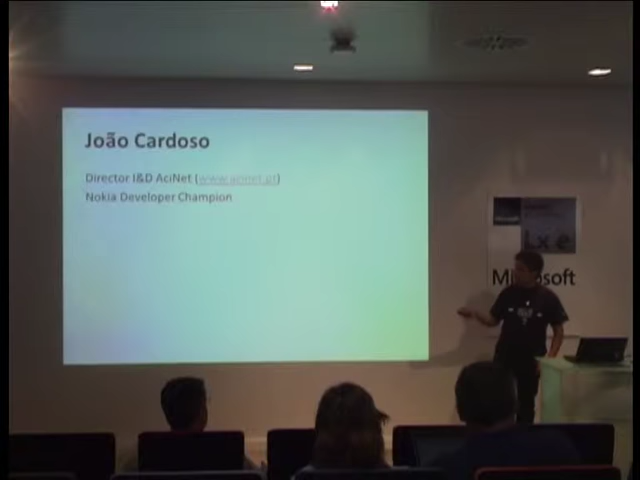 João Cardoso
Director I&D AciNet (www.acinet.pt)
Nokia Developer Champion
Microsoft